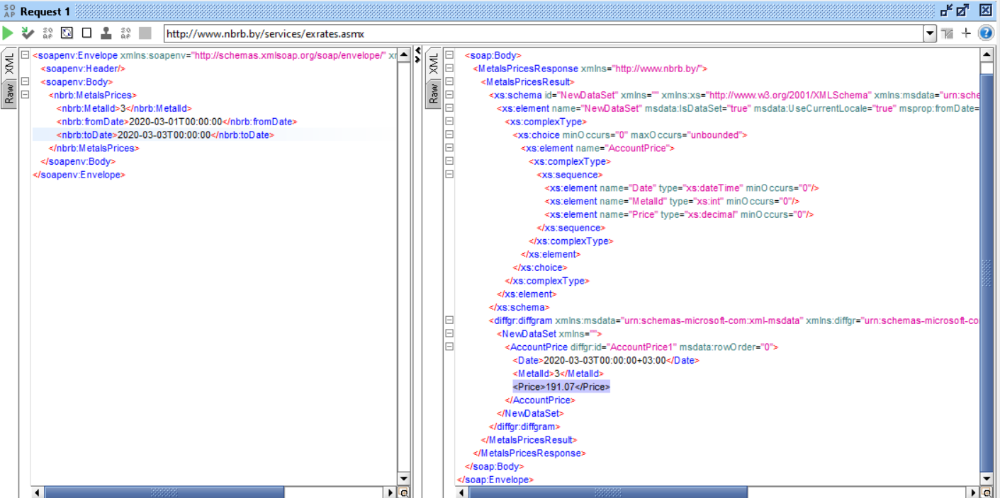 SOAP Request 1
http://www.nbrb.by/services/exrates.asmx
XML
Raw
<soapenv:Envelope xmlns:soapenv="http://schemas.xmlsoap.org/soap/envelope/" xr
<soapenv:Header/>
<soapenv:Body>
<nbrb:MetalsPrices>
<nbrb:MetalId>3</nbrb:MetalId>
<nbrb:fromDate>2020-03-01T00:00:00</nbrb:fromDate>
<nbrb:toDate>2020-03-03T00:00:00</nbrb:toDate>
</nbrb:MetalsPrices>
</soapenv:Body>
</soapenv:Envelope>
XML
Raw
<soap:Body>
<MetalsPricesResponse xmlns="http://www.nbrb.by/">
<MetalsPricesResult>
<xs:schema id="NewDataSet" xmlns="" xmlns:xs="http://www.w3.org/2001/XMLSchema" xmlns:msdata="urn:sche
<xs:element name="NewDataSet" msdata:IsDataSet="true" msdata:UseCurrentLocale="true" msprop:fromDate=
<xs:complexType>
<xs:choice minOccurs="0" maxOccurs="unbounded">
<xs:element name="AccountPrice">
<xs:complexType>
<xs:sequence>
<xs:element name="Date" type="xs:dateTime" minOccurs="0"/>
<xs:element name="MetalId" type="xs:int" minOccurs="0"/>
<xs:element name="Price" type="xs:decimal" minOccurs="0"/>
</xs:sequence>
</xs:complexType>
</xs:element>
</xs:choice>
</xs:complexType>
</xs:element>
</xs:schema>
<diffgr:diffgram xmlns:msdata="urn:schemas-microsoft-com:xml-msdata" xmlns:diffgr="urn:schemas-microsoft-co
<NewDataSet xmlns="">
<AccountPrice diffgr:id="AccountPrice1" msdata:rowOrder="0">
<Date>2020-03-03T00:00:00+03:00</Date>
<MetalId>3</MetalId>
<Price>191.07</Price>
</AccountPrice>
</NewDataSet>
</diffgr:diffgram>
</MetalsPricesResult>
</MetalsPricesResponse>
</soap:Body>
</soap:Envelope>